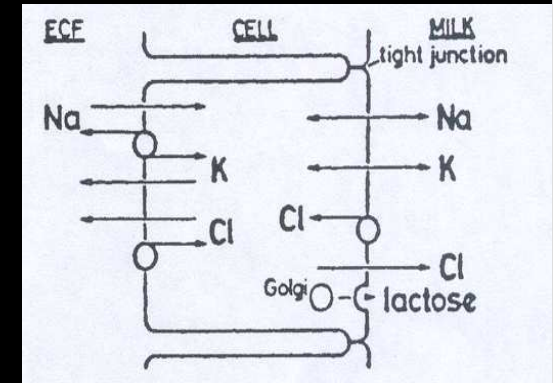 ECF CELL MILK
tight junction
Na Na
K K
Cl Cl
Cl
Golgi lactose